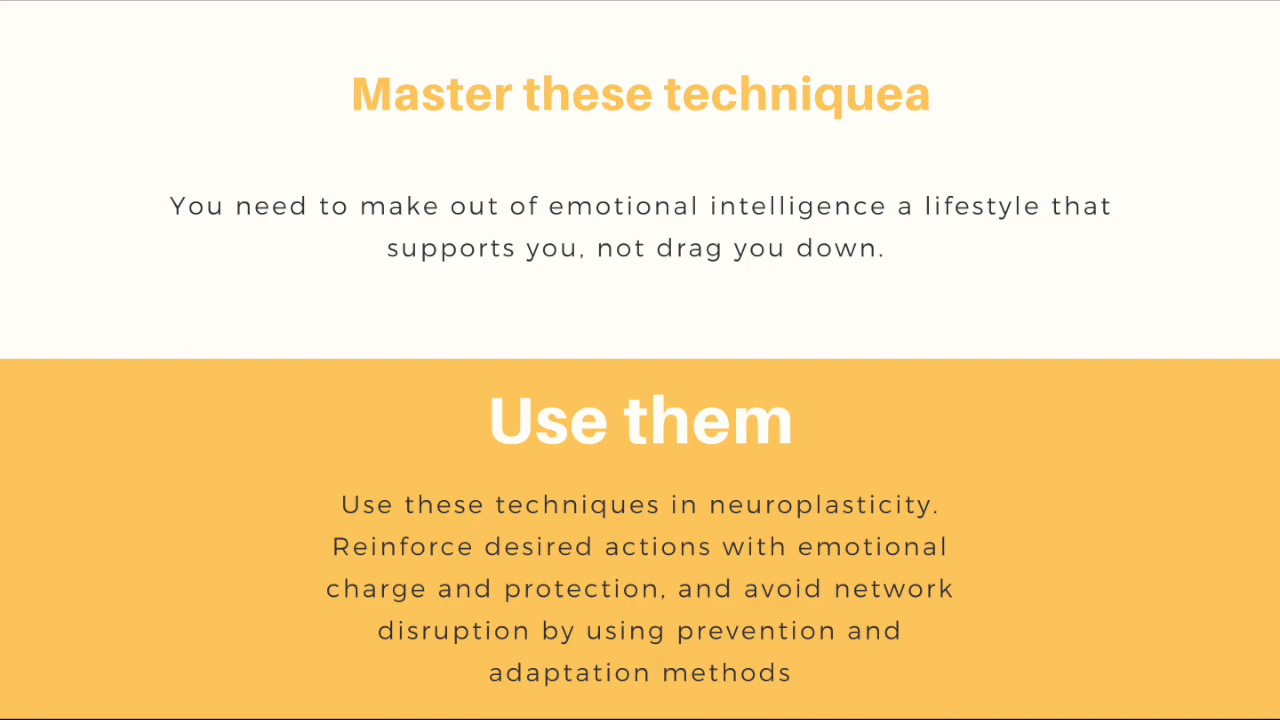 Master these techniquea
You need to make out of emotional intelligence a lifestyle that
supports you, not drag you down.
Use them
Use these techniques in neuroplasticity.
Reinforce desired actions with emotional
charge and protection, and avoid network
disruption by using prevention and
adaptation methods